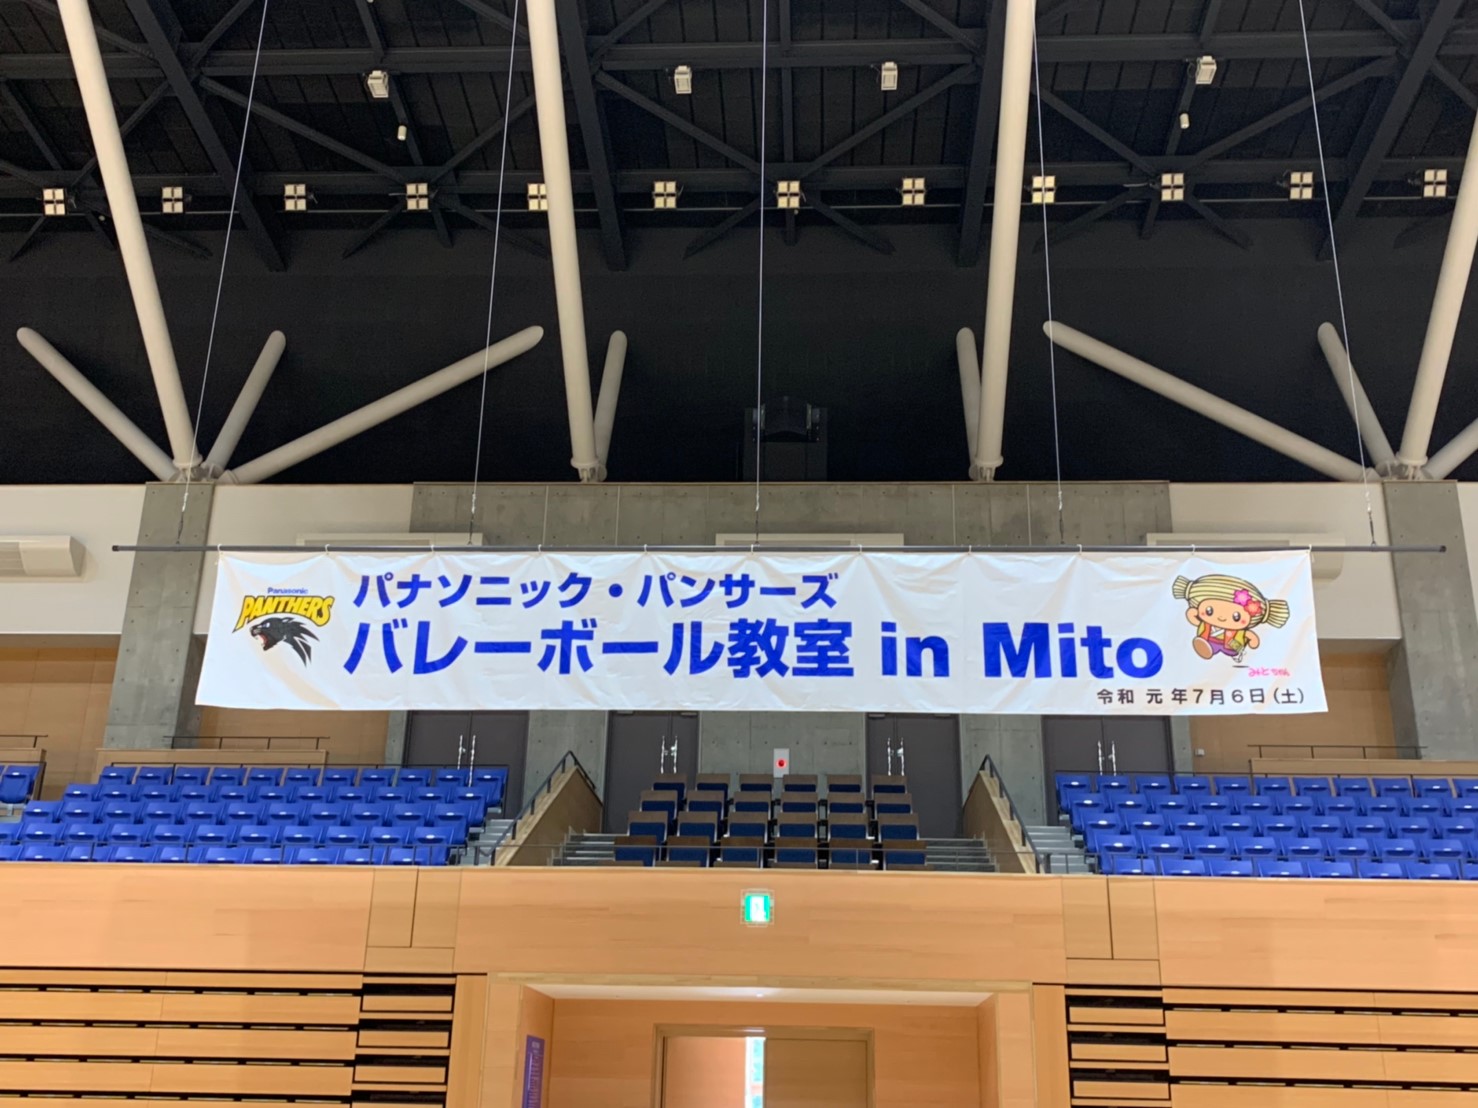 Panasonic
PANTHERS
パナソニック・パンサーズ
バレーボール教室 in Mito
みとちゃん
令和 元 年7月6日(土)